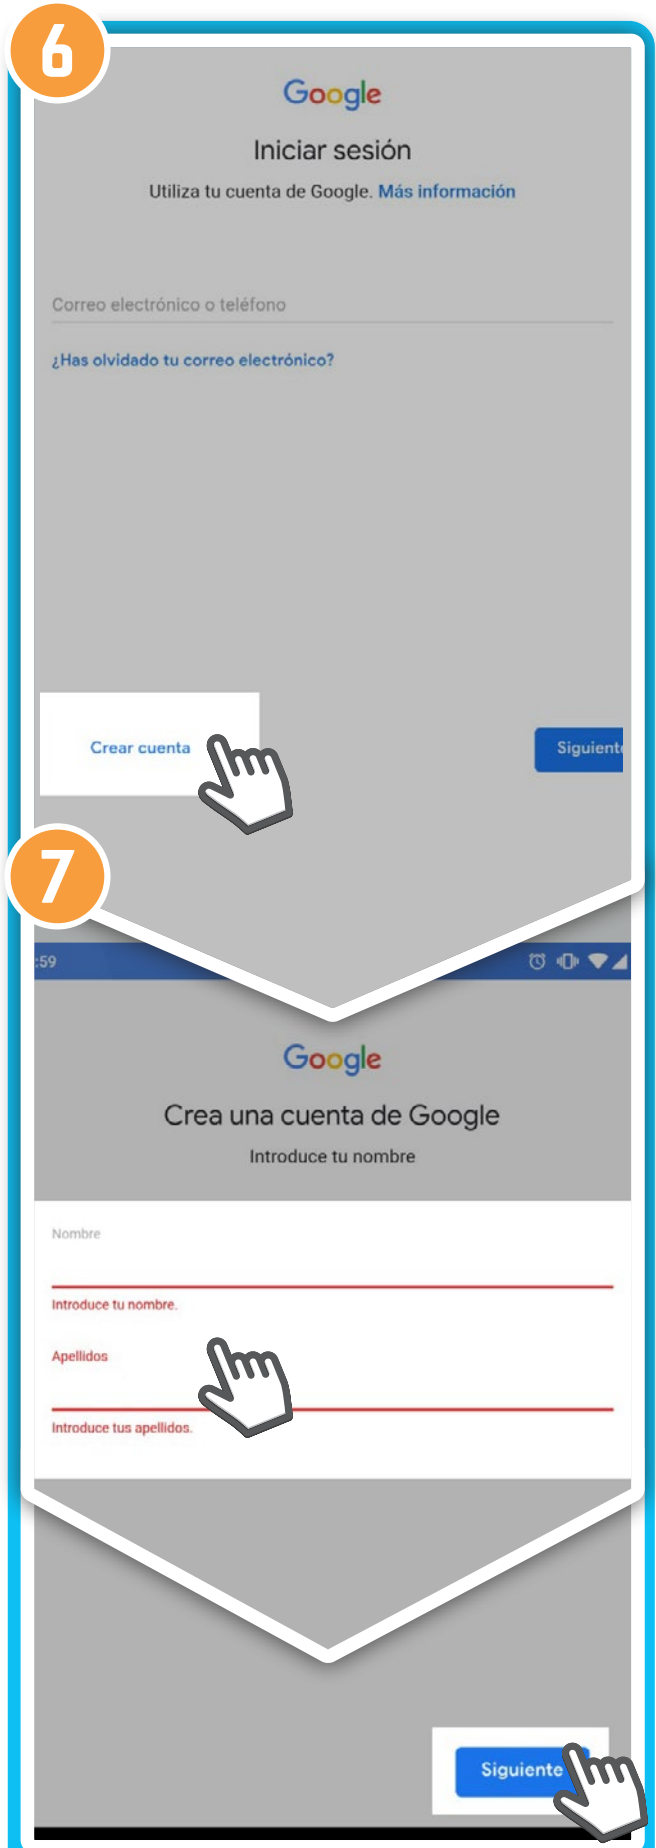 6
Google
Iniciar sesión
Utiliza tu cuenta de Google. Más información
Correo electrónico o teléfono
¿Has olvidado tu correo electrónico?
Crear cuenta
Siguiente
7
:59
Google
Crea una cuenta de Google
Introduce tu nombre
Nombre
Introduce tu nombre.
Apellidos
Introduce tus apellidos.
Siguiente